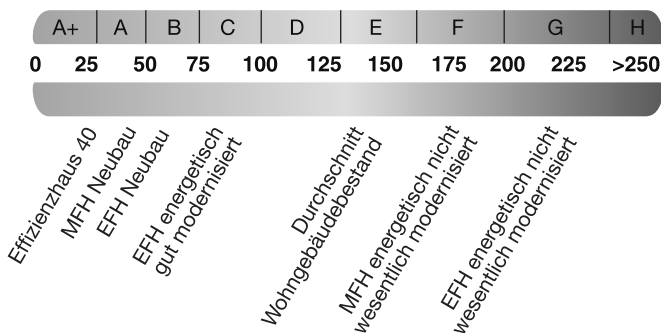 A+ A B C D E F G H
0 25 50 75 100 125 150 175 200 225 >250
Effizienzhaus 40
MFH Neubau
EFH Neubau
EFH energetisch
gut modernisiert
Durchschnitt
Wohngebäudebestand
MFH energetisch nicht
wesentlich modernisiert
EFH energetisch nicht
wesentlich modernisiert